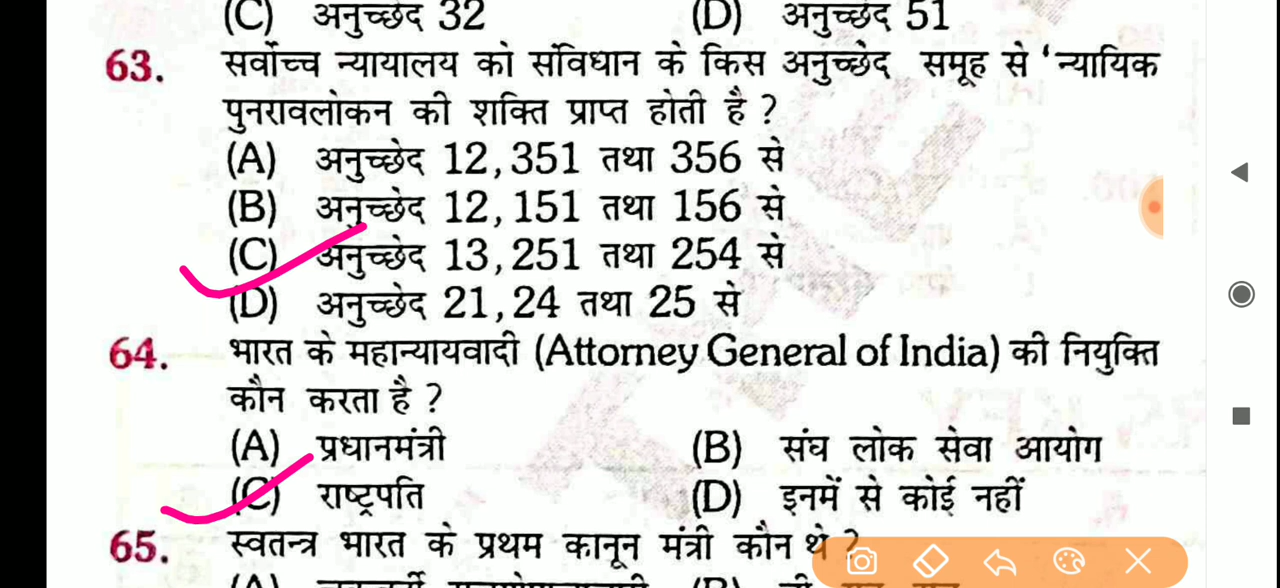 (C) अनुच्छेद 32 (D) अनुच्छेद 51
63. सर्वोच्च न्यायालय को संविधान के किस अनुच्छेद समूह से ‘न्यायिक
पुनरावलोकन की शक्ति प्राप्त होती है ?
(A) अनुच्छेद 12, 351 तथा 356 से
(B) अनुच्छेद 12, 151 तथा 156 से
(C) अनुच्छेद 13, 251 तथा 254 से
(D) अनुच्छेद 21, 24 तथा 25 से
64. भारत के महान्यायवादी (Attorney General of India) की नियुक्ति
कौन करता है ?
(A) प्रधानमंत्री (B) संघ लोक सेवा आयोग
(C) राष्ट्रपति (D) इनमें से कोई नहीं
65. स्वतन्त्र भारत के प्रथम कानून मंत्री कौन थे ?
(A) (B)